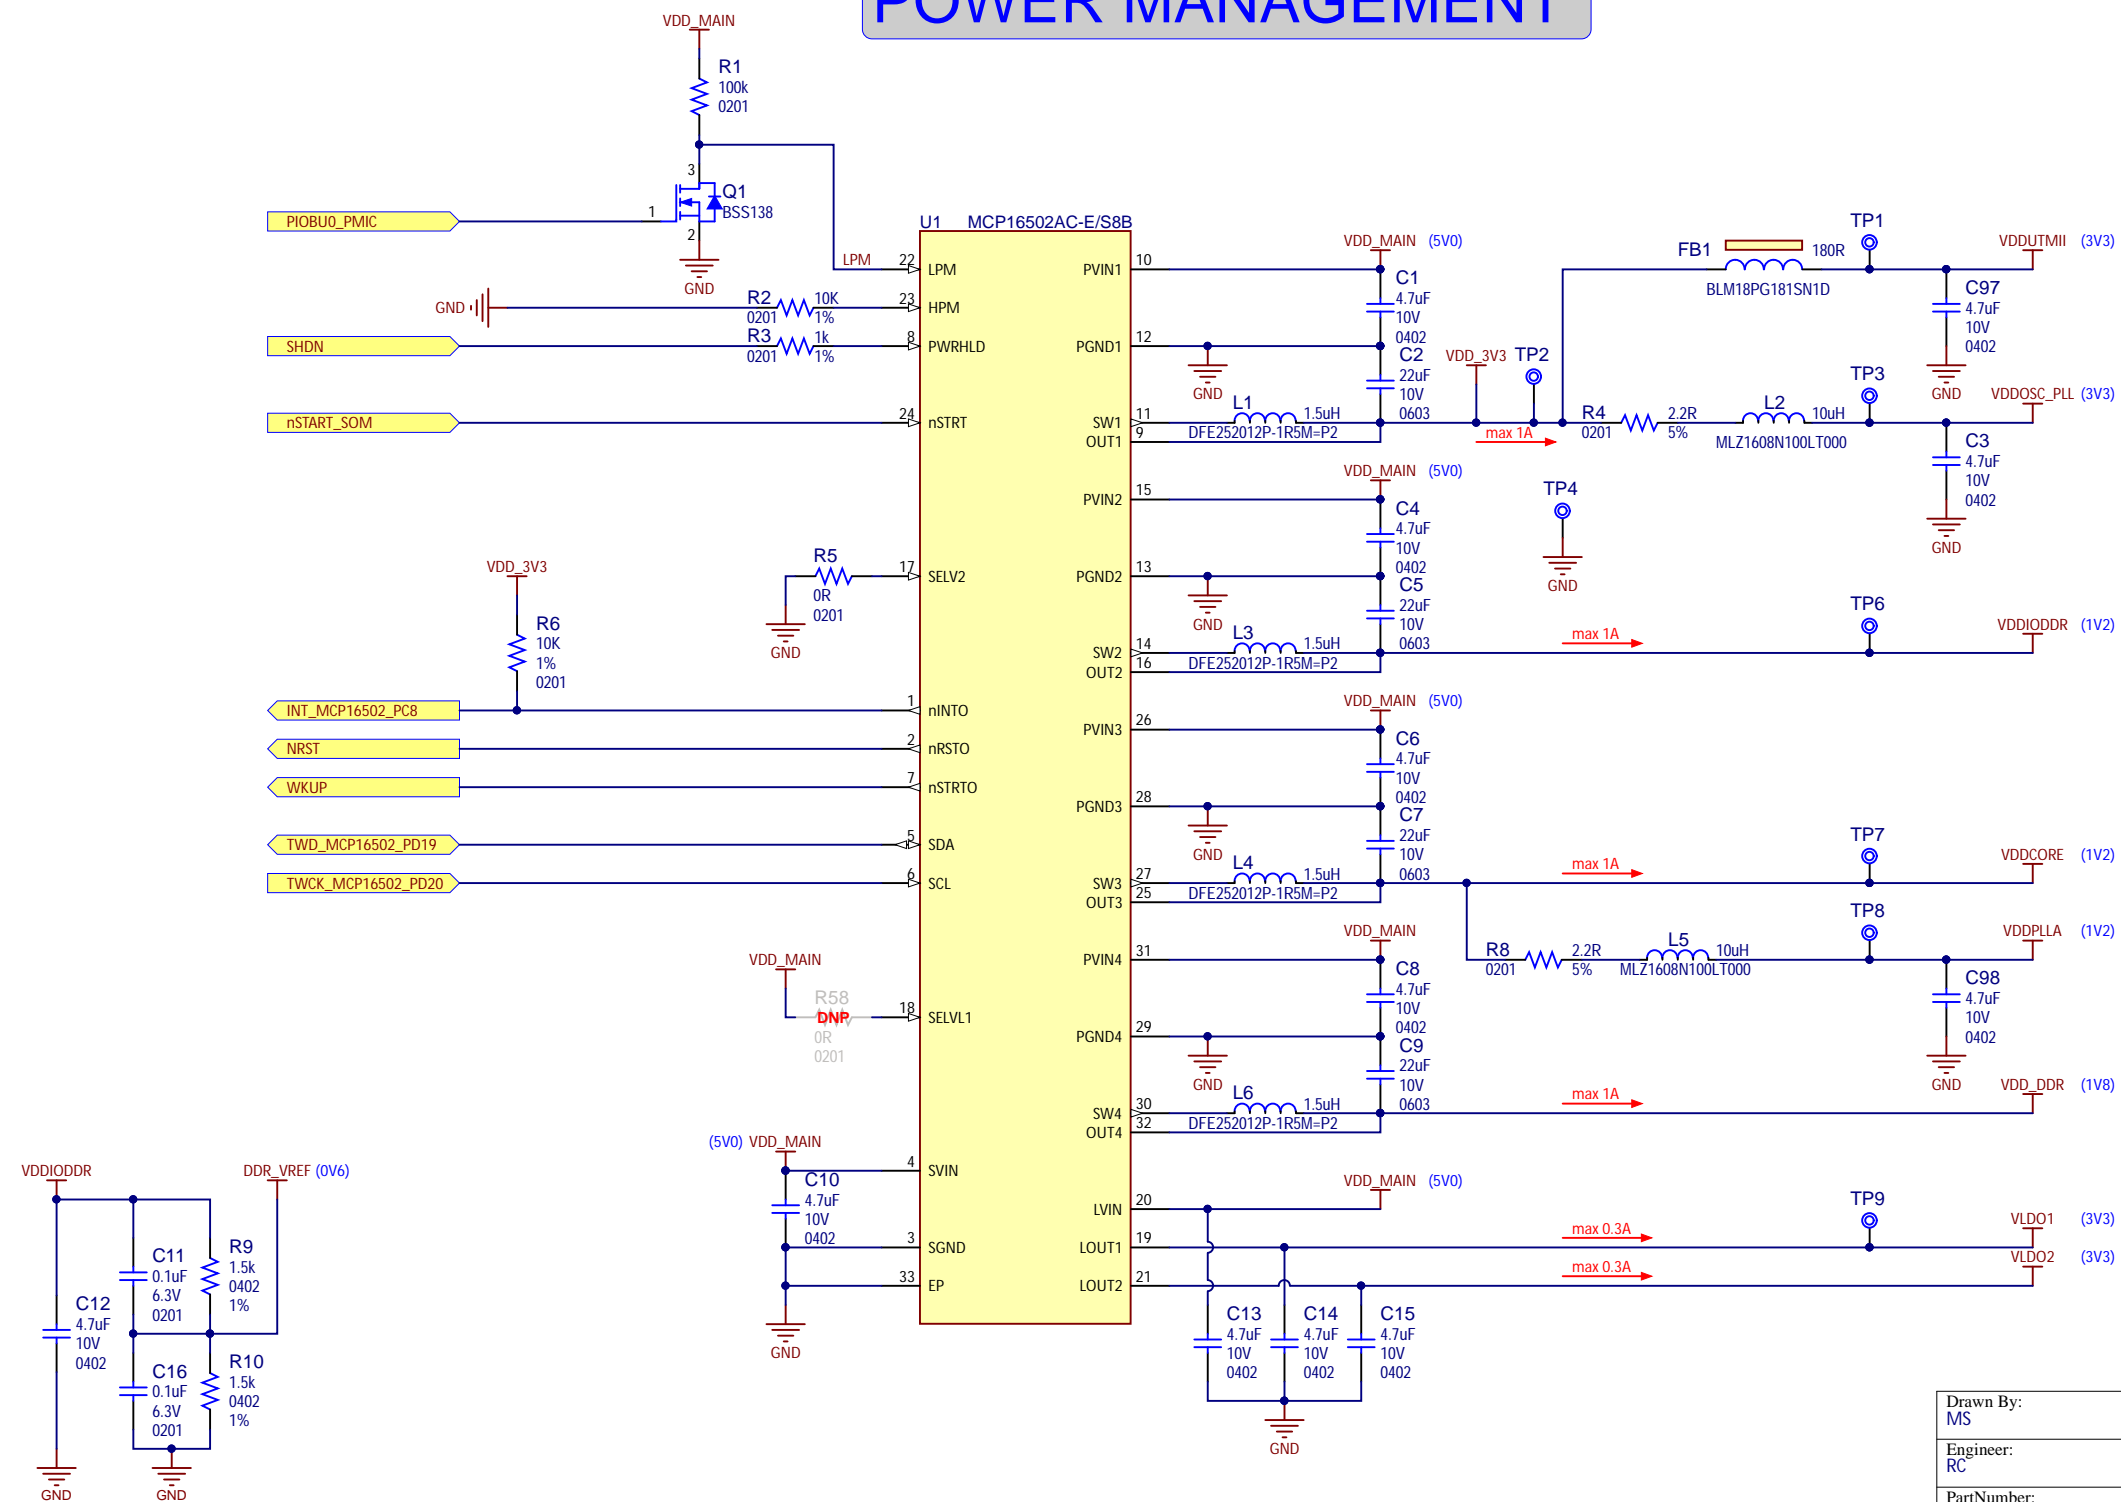 POWER MANAGEMENT
VDD_MAIN
R1
100k
0201
3
Q1
BSS138
1
2
GND
PIOBU0_PMIC
LPM
U1 MCP16502AC-E/S8B
22 LPM
GND
R2 10K
0201 1%
23 HPM
SHDN
R3 1k
0201 1%
8 PWRHLD
nSTART_SOM
24 nSTRT
R5
0R
0201
GND
17 SELV2
VDD_3V3
R6
10K
1%
0201
INT_MCP16502_PC8
1 nINTO
NRST
2 nRSTO
WKUP
7 nSTRTO
TWD_MCP16502_PD19
5 SDA
TWCK_MCP16502_PD20
6 SCL
VDD_MAIN
R58
DNP
0R
0201
18 SELVL1
(5V0) VDD_MAIN
C10
4.7uF
10V
0402
4 SVIN
3 SGND
33 EP
GND
PVIN1 10
VDD_MAIN (5V0)
C1
4.7uF
10V
0402
PGND1 12
GND
C2
22uF
10V
0603
SW1 11
OUT1 9
L1 1.5uH
DFE252012P-1R5M=P2
VDD_3V3 TP2
max 1A
FB1 180R
BLM18PG181SN1D
TP1
VDDUTMII (3V3)
C97
4.7uF
10V
0402
GND
R4 2.2R
0201 5%
L2 10uH
MLZ1608N100LT000
TP3
VDDOSC_PLL (3V3)
C3
4.7uF
10V
0402
GND
PVIN2 15
VDD_MAIN (5V0)
C4
4.7uF
10V
0402
PGND2 13
GND
C5
22uF
10V
0603
SW2 14
OUT2 16
L3 1.5uH
DFE252012P-1R5M=P2
TP4
GND
max 1A
TP6
VDDIODDR (1V2)
PVIN3 26
VDD_MAIN (5V0)
C6
4.7uF
10V
0402
PGND3 28
GND
C7
22uF
10V
0603
SW3 27
OUT3 25
L4 1.5uH
DFE252012P-1R5M=P2
max 1A
TP7
VDDCORE (1V2)
R8 2.2R
0201 5%
L5 10uH
MLZ1608N100LT000
TP8
VDDPLLA (1V2)
C98
4.7uF
10V
0402
GND
PVIN4 31
VDD_MAIN
C8
4.7uF
10V
0402
PGND4 29
GND
C9
22uF
10V
0603
SW4 30
OUT4 32
L6 1.5uH
DFE252012P-1R5M=P2
max 1A
VDD_DDR (1V8)
LVIN 20
VDD_MAIN (5V0)
LOUT1 19
max 0.3A
TP9
VLDO1 (3V3)
LOUT2 21
max 0.3A
VLDO2 (3V3)
C13
4.7uF
10V
0402
C14
4.7uF
10V
0402
C15
4.7uF
10V
0402
GND
VDDIODDR
DDR_VREF (0V6)
C11
0.1uF
6.3V
0201
R9
1.5k
0402
1%
C12
4.7uF
10V
0402
C16
0.1uF
6.3V
0201
R10
1.5k
0402
1%
GND
GND
Drawn By:
MS
Engineer:
RC
PartNumber: